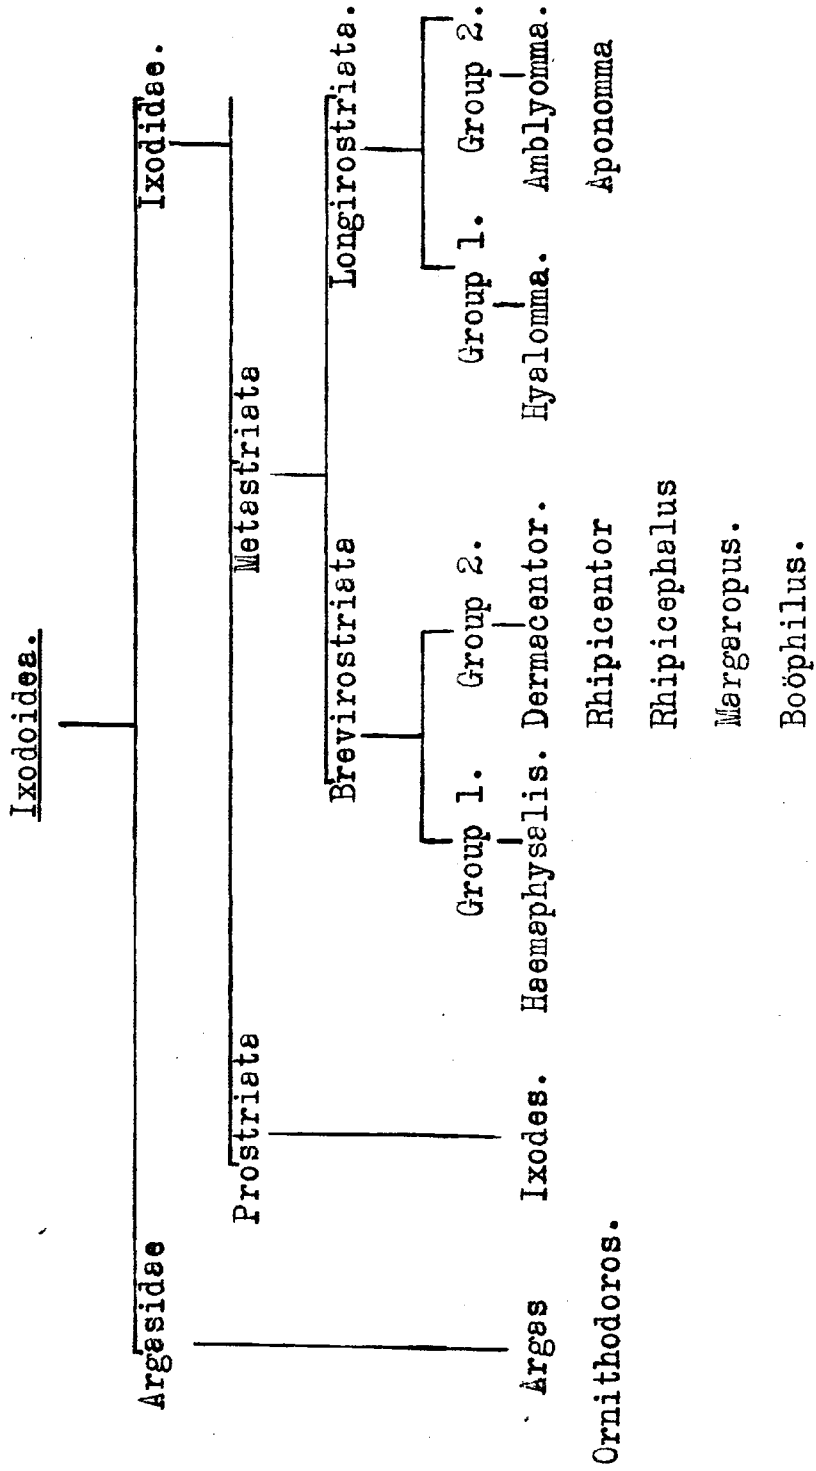 Ixodoidea.
Argasidae Ixodidae.
Prostriata Metastriata
Brevirostriata Longirostriata.
Group 1. Group 2. Group 1. Group 2.
Argas Ixodes. Haemaphysalis. Dermacentor. Hyalomma. Amblyomma.
Ornithodoros. Rhipicentor Aponomma
Rhipicephalus
Margaropus.
Boöphilus.